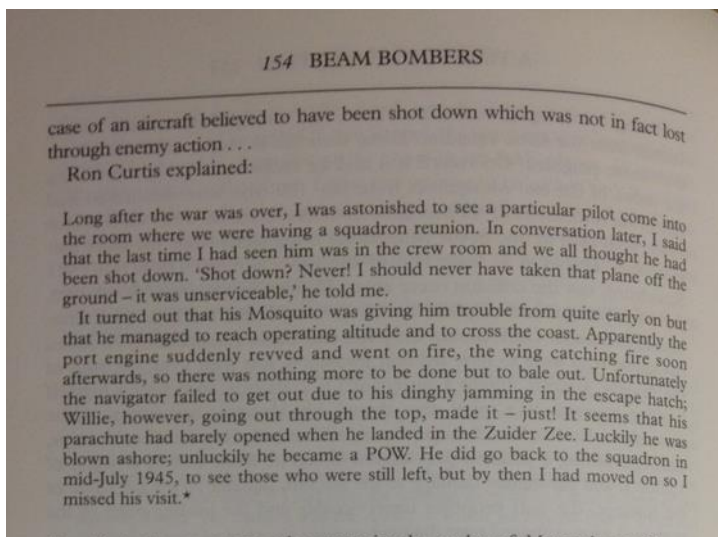 154 BEAM BOMBERS
case of an aircraft believed to have been shot down which was not in fact lost
through enemy action . . .
Ron Curtis explained:
Long after the war was over, I was astonished to see a particular pilot come into
the room where we were having a squadron reunion. In conversation later, I said
that the last time I had seen him was in the crew room and we all thought he had
been shot down. ‘Shot down? Never! I should never have taken that plane off the
ground – it was unserviceable,’ he told me.
It turned out that his Mosquito was giving him trouble from quite early on but
that he managed to reach operating altitude and to cross the coast. Apparently the
port engine suddenly revved and went on fire, the wing catching fire soon
afterwards, so there was nothing more to be done but to bale out. Unfortunately
the navigator failed to get out due to his dinghy jamming in the escape hatch;
Willie, however, going out through the top, made it – just! It seems that his
parachute had barely opened when he landed in the Zuider Zee. Luckily he was
blown ashore; unluckily he became a POW. He did go back to the squadron in
mid-July 1945, to see those who were still left, but by then I had moved on so I
missed his visit.*